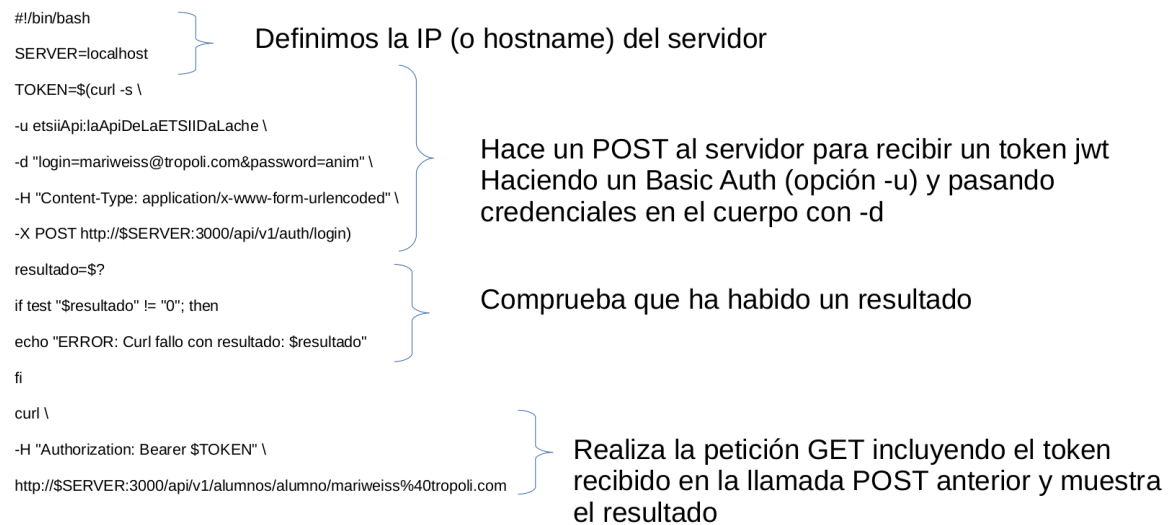 #!/bin/bash
SERVER=localhost
Definimos la IP (o hostname) del servidor
TOKEN=$(curl -s \
-u etsiiApi:laApiDeLaETSIIDaLache \
-d "login=mariweiss@tropoli.com&password=anim" \
-H "Content-Type: application/x-www-form-urlencoded" \
-X POST http://$SERVER:3000/api/v1/auth/login)
Hace un POST al servidor para recibir un token jwt
Haciendo un Basic Auth (opción -u) y pasando
credenciales en el cuerpo con -d
resultado=$?
if test "$resultado" != "0"; then
echo "ERROR: Curl fallo con resultado: $resultado"
fi
Comprueba que ha habido un resultado
curl \
-H "Authorization: Bearer $TOKEN" \
http://$SERVER:3000/api/v1/alumnos/alumno/mariweiss%40tropoli.com
Realiza la petición GET incluyendo el token
recibido en la llamada POST anterior y muestra
el resultado